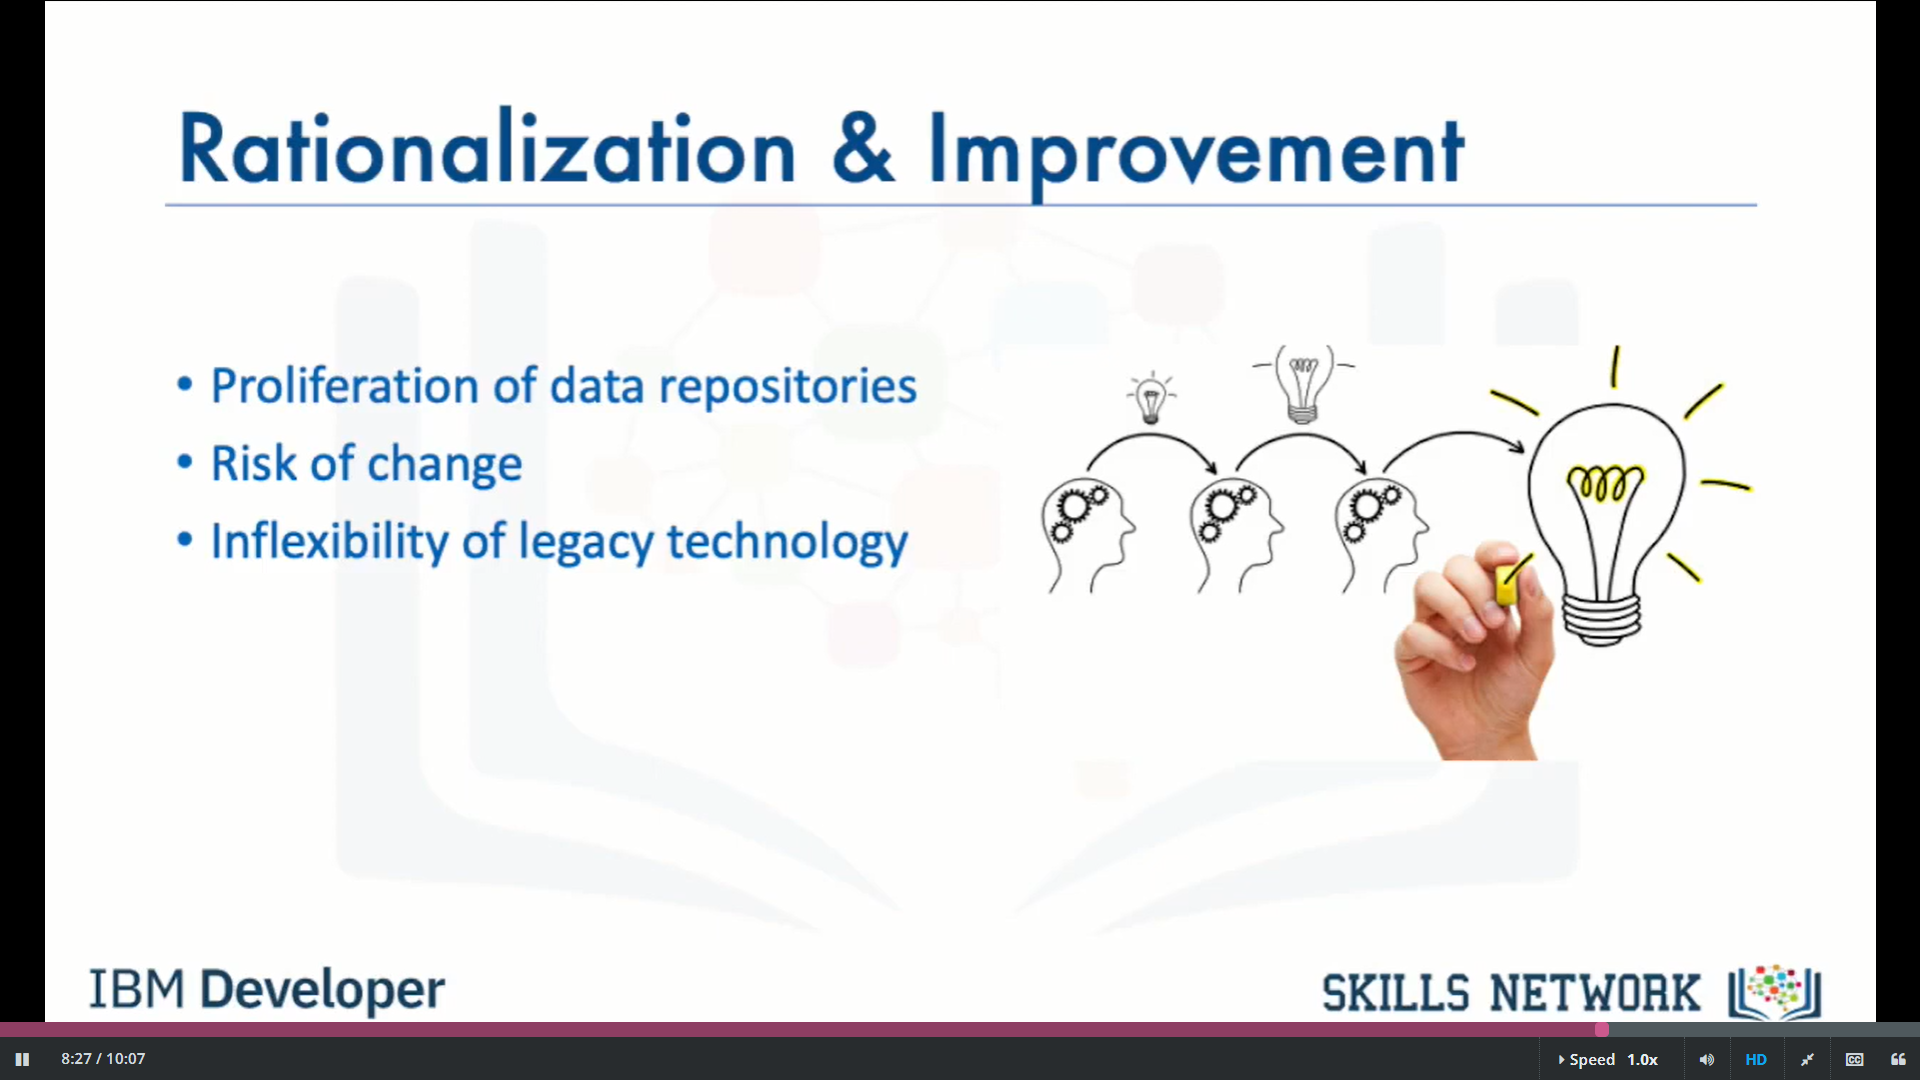 Rationalization & Improvement
• Proliferation of data repositories
• Risk of change
• Inflexibility of legacy technology
IBM Developer
SKILLS NETWORK
8:27 / 10:07
Speed 1.0x
HD
CC